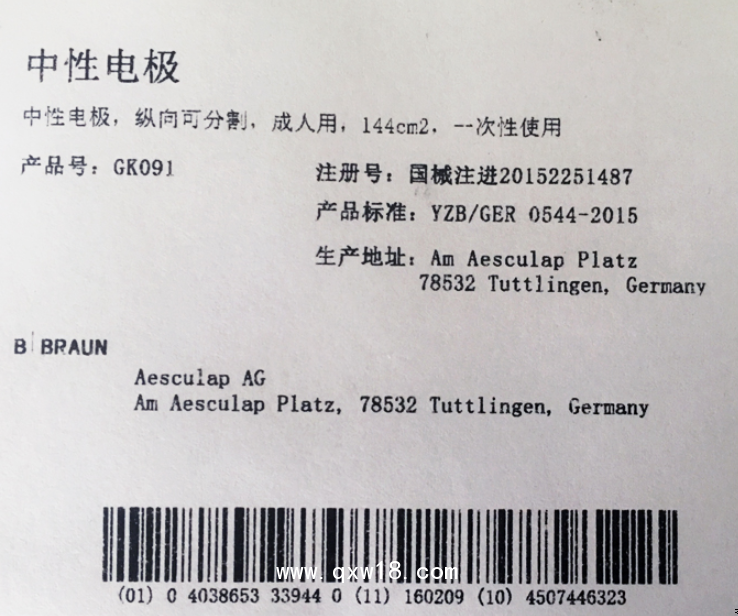 中性电极
中性电极，纵向可分割，成人用，144cm2，一次性使用
产品号：GK091
注册号：国械注进20152251487
产品标准：YZB/GER 0544-2015
生产地址：Am Aesculap Platz
78532 Tuttlingen, Germany
B BRAUN
Aesculap AG
Am Aesculap Platz, 78532 Tuttlingen, Germany
www.qxw18.com
(01) 0 4038653 33944 0 (11) 160209 (10) 4507446323